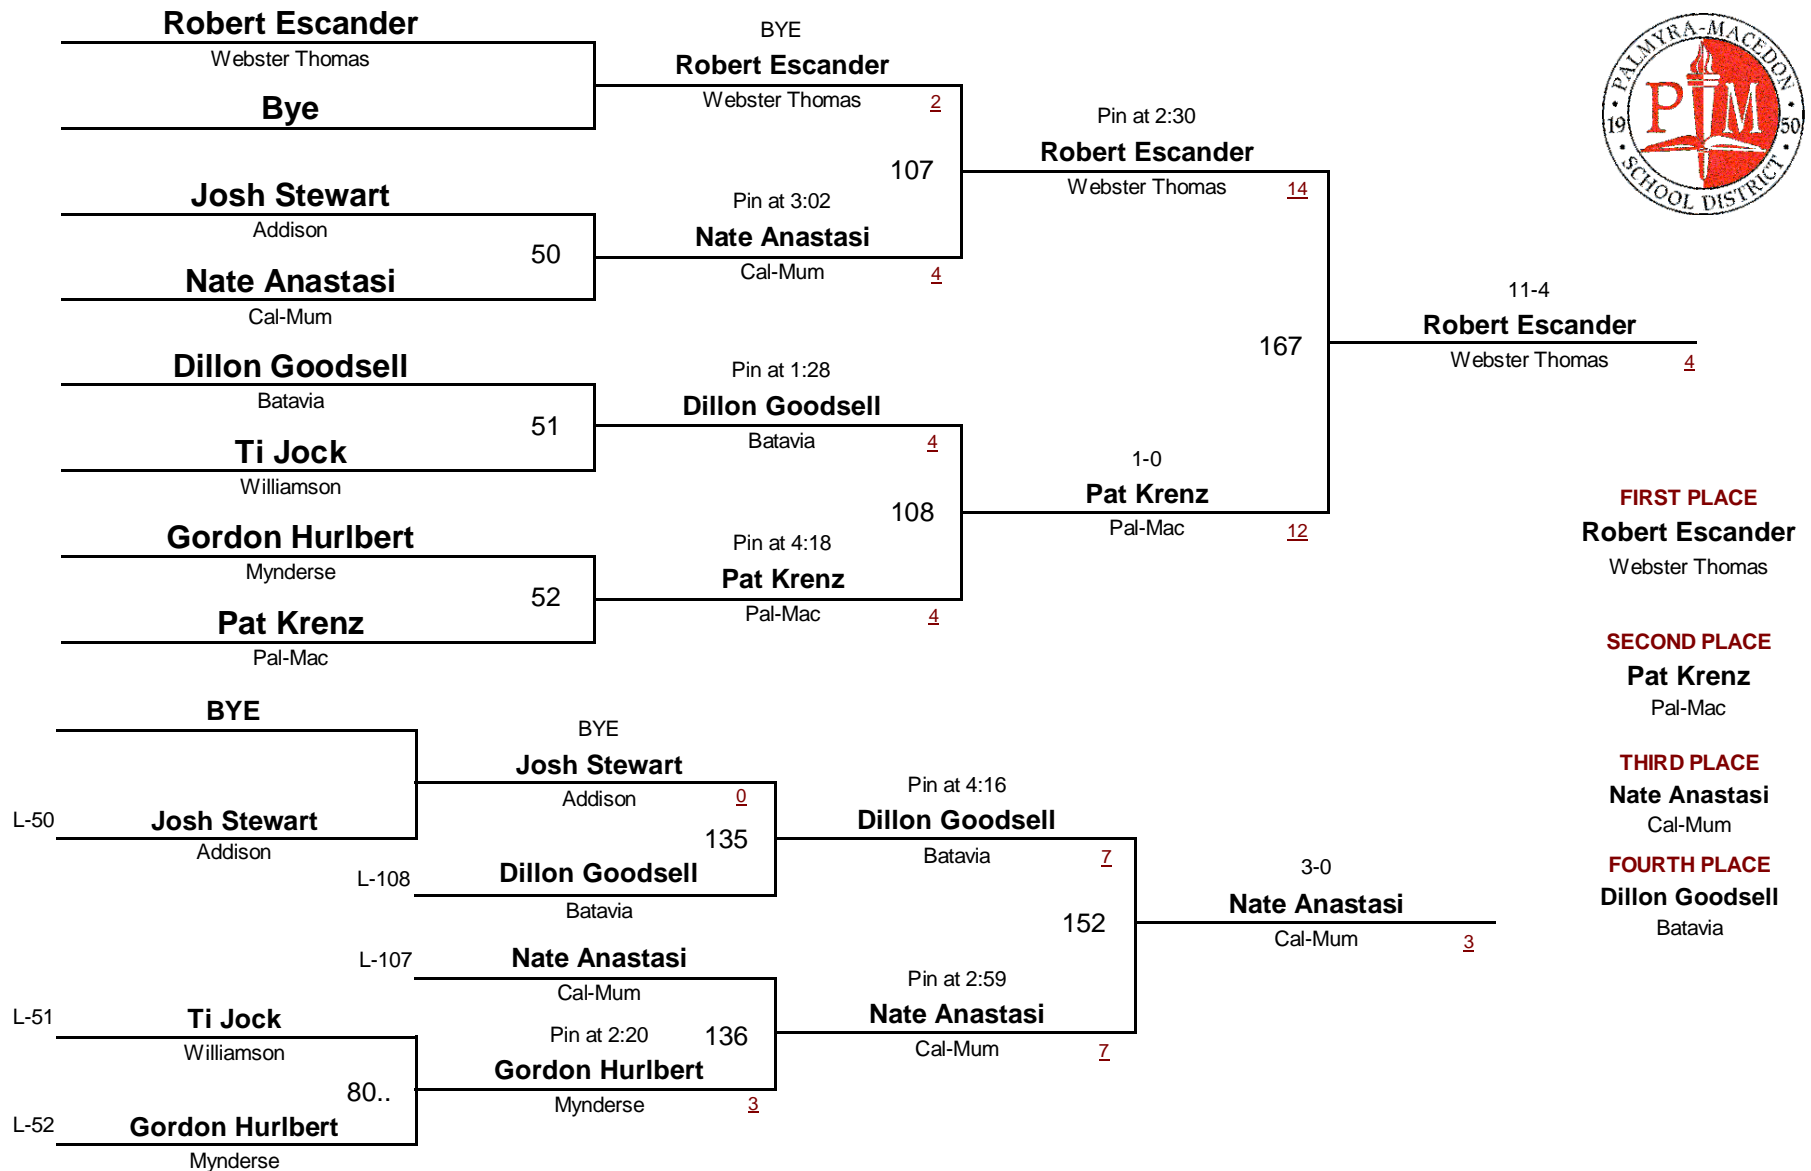 Robert Escander
Webster Thomas
Bye
Josh Stewart
Addison
50
Nate Anastasi
Cal-Mum
Dillon Goodsell
Batavia
51
Ti Jock
Williamson
Gordon Hurlbert
Mynderse
52
Pat Krenz
Pal-Mac
BYE
Robert Escander
Webster Thomas 2
107
Pin at 3:02
Nate Anastasi
Cal-Mum 4
Pin at 1:28
Dillon Goodsell
Batavia 4
108
Pin at 4:18
Pat Krenz
Pal-Mac 4
Pin at 2:30
Robert Escander
Webster Thomas 14
167
1-0
Pat Krenz
Pal-Mac 12
11-4
Robert Escander
Webster Thomas 4
PALMYRA-MACEDON
19 P M 50
SCHOOL DISTRICT
FIRST PLACE
Robert Escander
Webster Thomas
SECOND PLACE
Pat Krenz
Pal-Mac
THIRD PLACE
Nate Anastasi
Cal-Mum
FOURTH PLACE
Dillon Goodsell
Batavia
BYE
L-50 Josh Stewart
Addison
L-51 Ti Jock
Williamson
80..
L-52 Gordon Hurlbert
Mynderse
BYE
Josh Stewart
Addison 0
135
L-108 Dillon Goodsell
Batavia
L-107 Nate Anastasi
Cal-Mum
Pin at 2:20 136
Gordon Hurlbert
Mynderse 3
Pin at 4:16
Dillon Goodsell
Batavia 7
152
Pin at 2:59
Nate Anastasi
Cal-Mum 7
3-0
Nate Anastasi
Cal-Mum 3